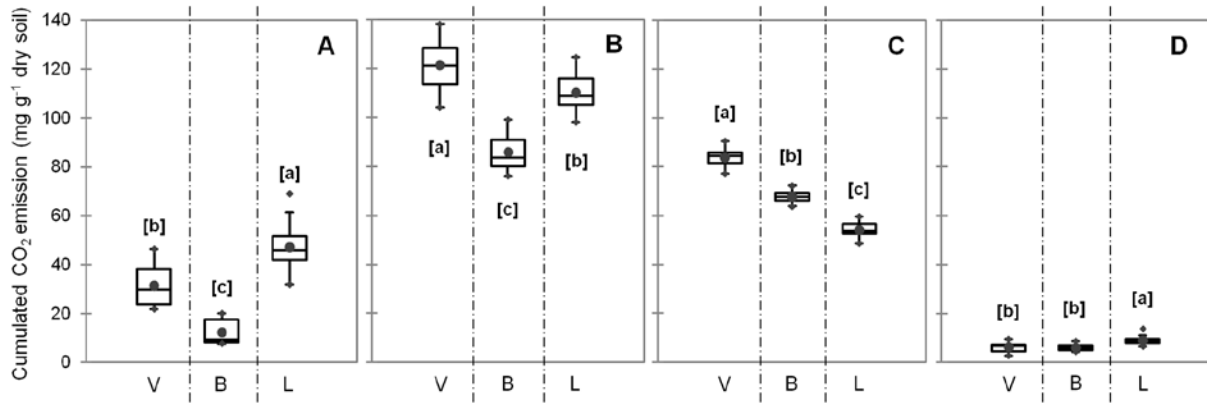 Cumulated CO₂ emission (mg g⁻¹ dry soil)
140
120
100
80
60
40
20
0
A
[b]
[c]
[a]
V B L
B
[a]
[c]
[b]
V B L
C
[a]
[b]
[c]
V B L
D
[b]
[b]
[a]
V B L